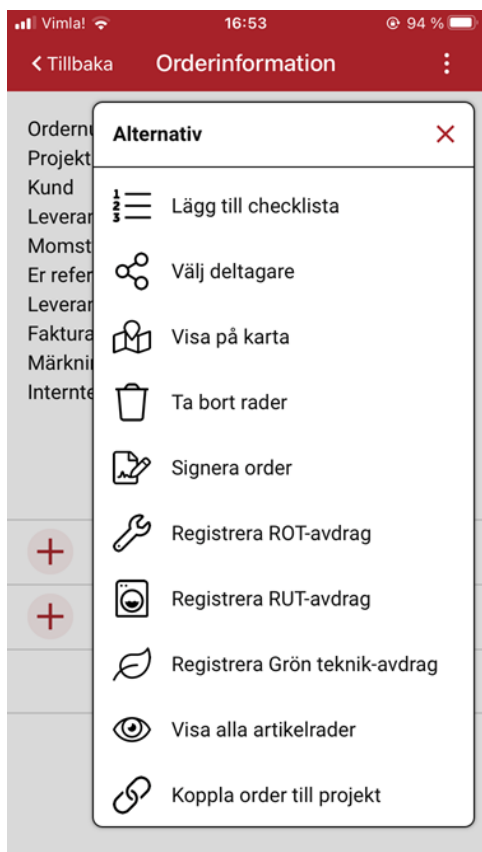 Vimla! 16:53 94 %
Tillbaka Orderinformation
Alternativ
Projekt
Kund
Lägg till checklista
Välj deltagare
Visa på karta
Ta bort rader
Signera order
Registrera ROT-avdrag
Registrera RUT-avdrag
Registrera Grön teknik-avdrag
Visa alla artikelrader
Koppla order till projekt